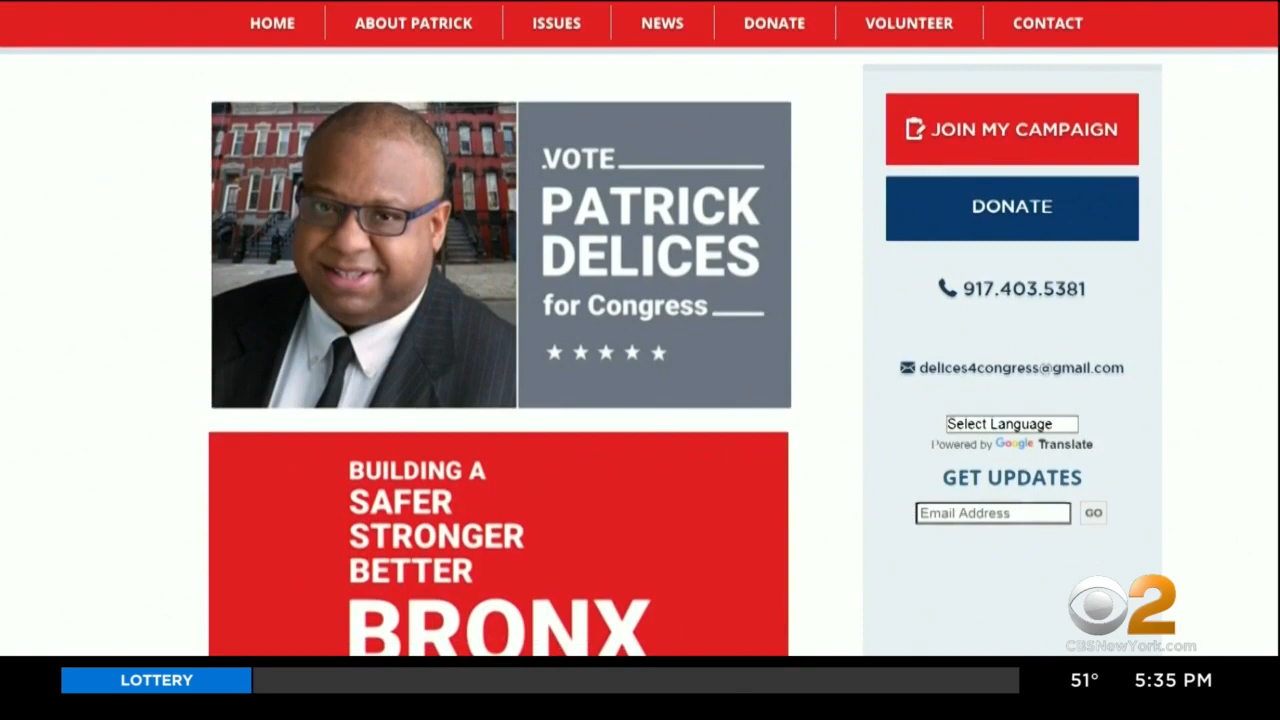 HOME
ABOUT PATRICK
ISSUES
NEWS
DONATE
VOLUNTEER
CONTACT
.VOTE
PATRICK
DELICES
for Congress
BUILDING A
SAFER
STRONGER
BETTER
BRONX
JOIN MY CAMPAIGN
DONATE
917.403.5381
delices4congress@gmail.com
Select Language
Powered by Google Translate
GET UPDATES
Email Address
GO
2
CBSNewYork.com
LOTTERY
51° 5:35 PM